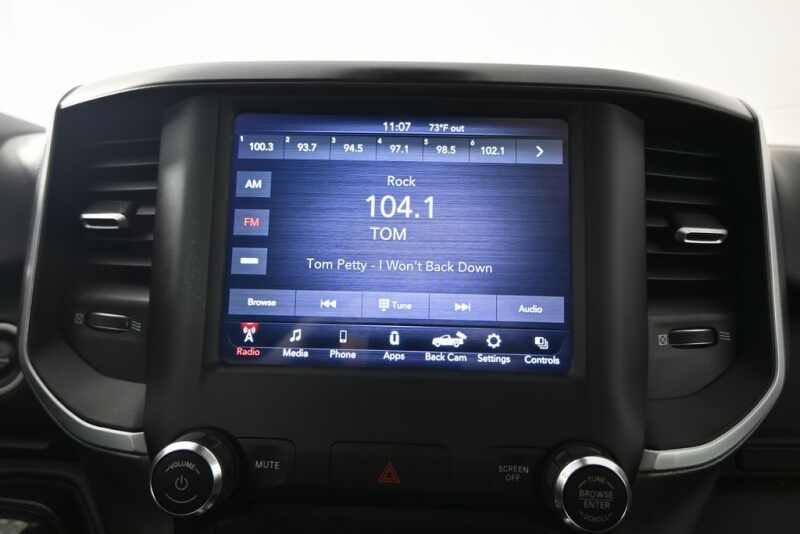 11:07 73°F out
1 100.3 2 93.7 3 94.5 4 97.1 5 98.5 6 102.1
AM
FM
Rock
104.1
TOM
Tom Petty - I Won't Back Down
Browse Tune Audio
Radio Media Phone Apps Back Cam Settings Controls
VOLUME
MUTE
SCREEN
OFF
TUNE
BROWSE
ENTER
SCROLL